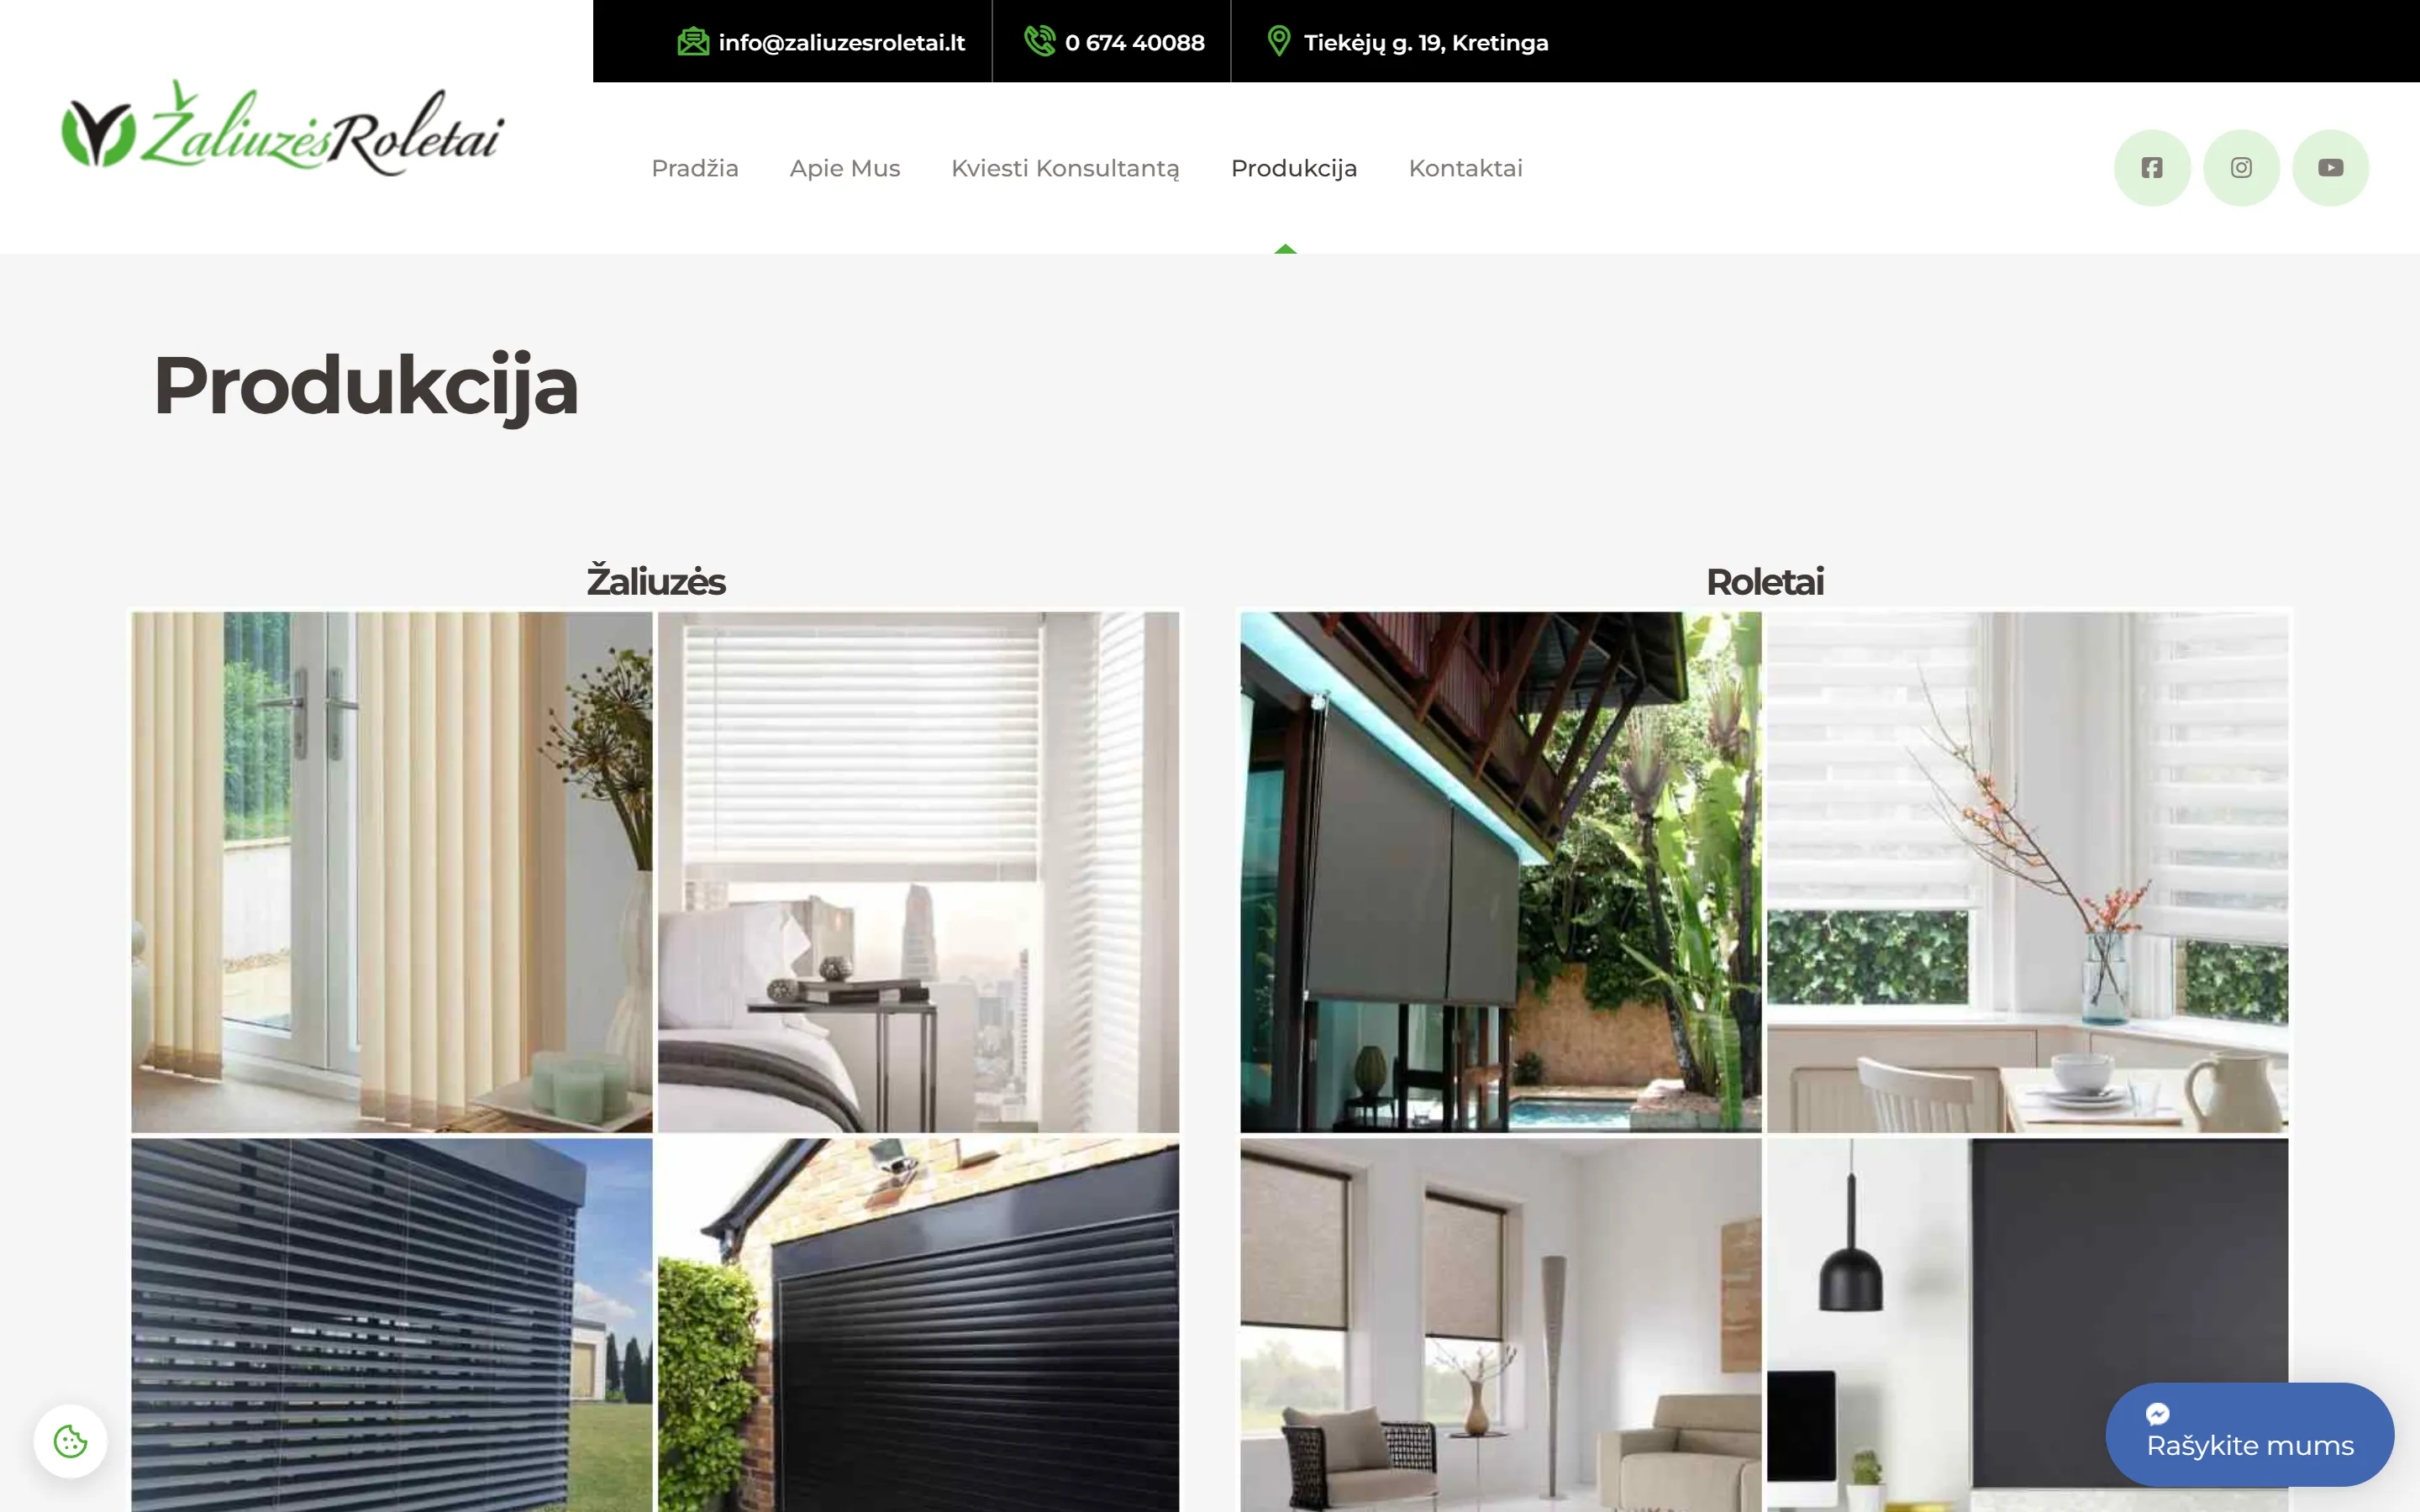 info@zaliuzesroletai.lt
0 674 40088
Tiekėjų g. 19, Kretinga
ŽaliuzėsRoletai
Pradžia
Apie Mus
Kviesti Konsultantą
Produkcija
Kontaktai
Produkcija
Žaliuzės
Roletai
Rašykite mums